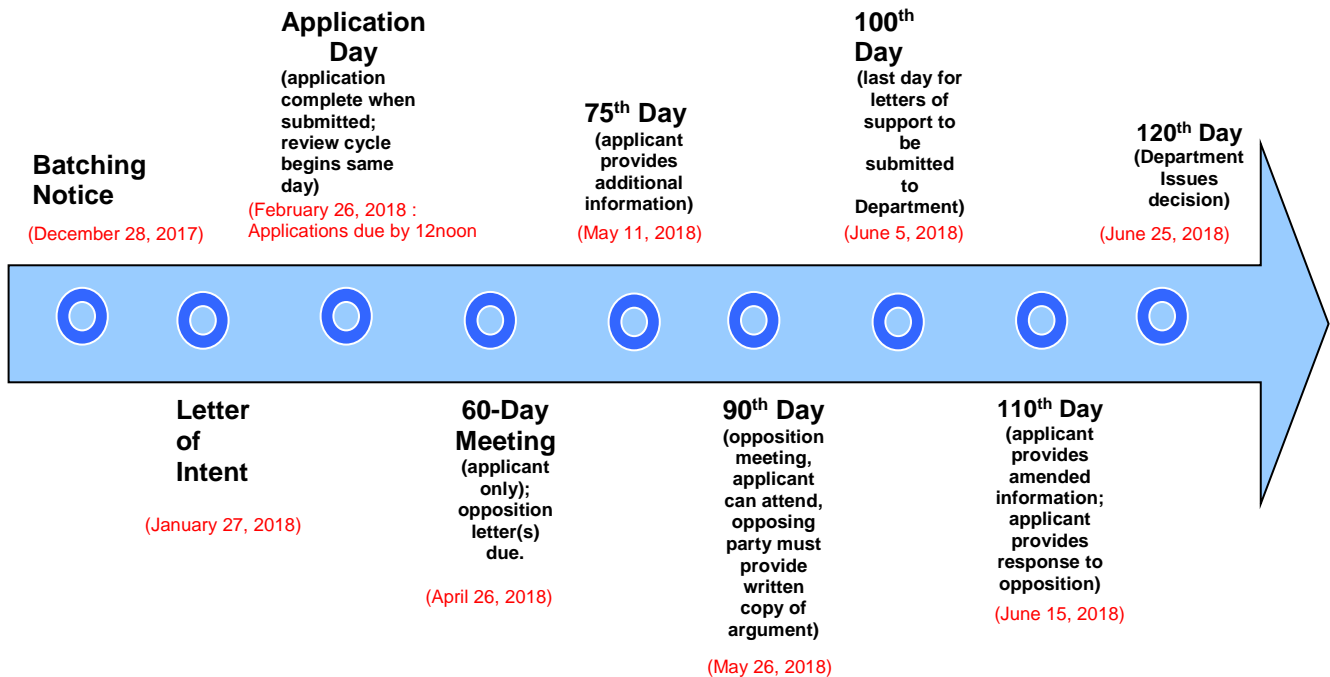 Batching
Notice
(December 28, 2017)
Letter
of
Intent
(January 27, 2018)
Application
Day
(application
complete when
submitted;
review cycle
begins same
day)
(February 26, 2018 :
Applications due by 12noon
60-Day
Meeting
(applicant
only);
opposition
letter(s)
due.
(April 26, 2018)
75th Day
(applicant
provides
additional
information)
(May 11, 2018)
90th Day
(opposition
meeting,
applicant
can attend,
opposing
party must
provide
written
copy of
argument)
(May 26, 2018)
100th
Day
(last day for
letters of
support to
be
submitted
to
Department)
(June 5, 2018)
110th Day
(applicant
provides
amended
information;
applicant
provides
response to
opposition)
(June 15, 2018)
120th Day
(Department
Issues
decision)
(June 25, 2018)